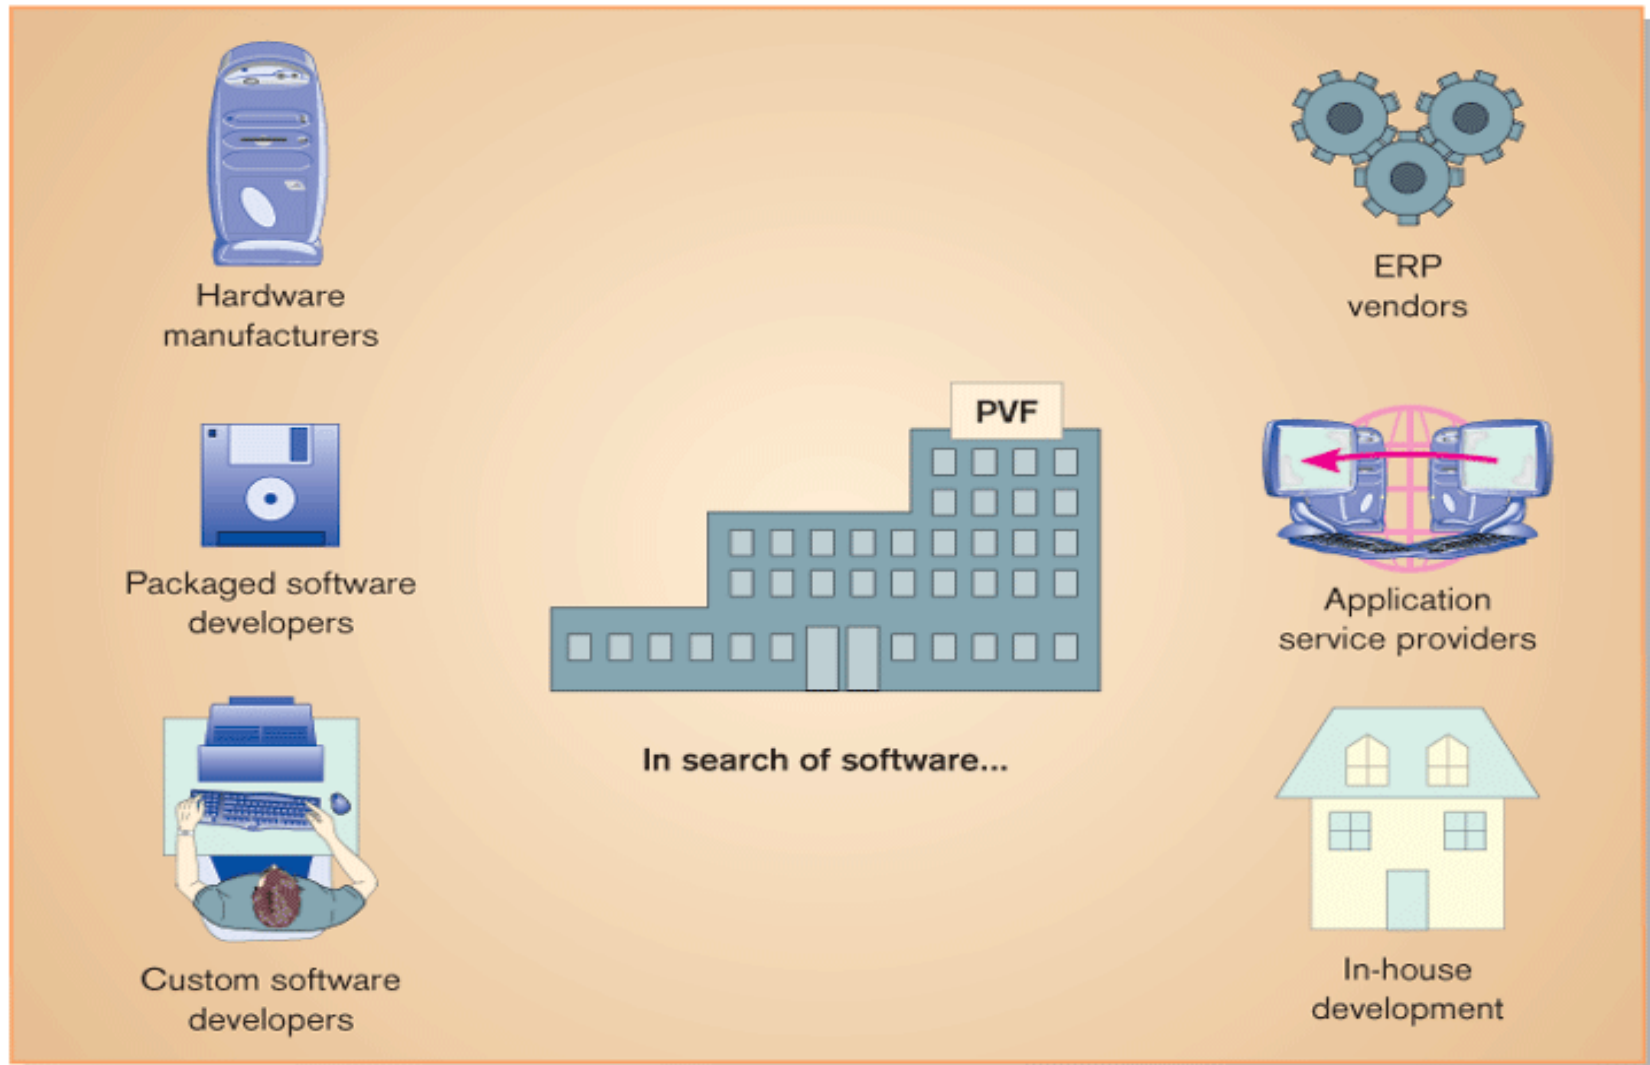 Hardware
manufacturers
Packaged software
developers
Custom software
developers
PVF
In search of software...
ERP
vendors
Application
service providers
In-house
development